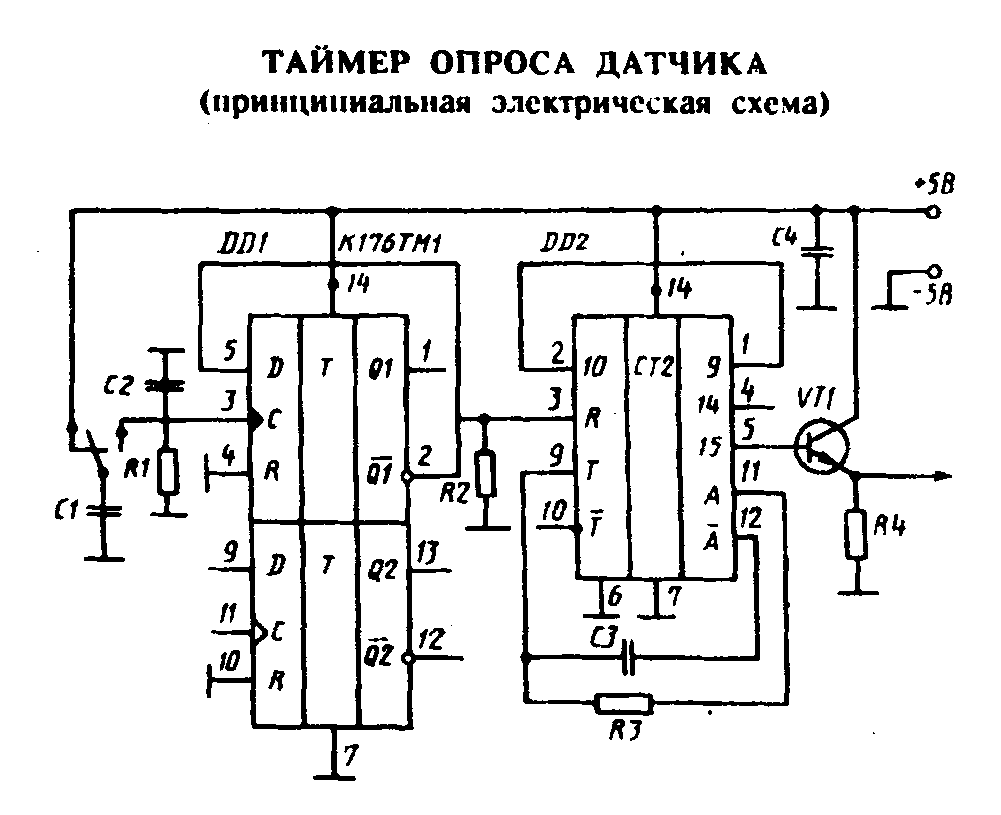 ТАЙМЕР ОПРОСА ДАТЧИКА
(принципиальная электрическая схема)
+5В
DD1 К176ТМ1 DD2 C4
14 14
-5В
5 D T Q1 1
2 10 CT2 9 1
C2 3 C
3 R 14 4 VT1
R1 4 R Q̅1̅ 2
R2 9 T 15 5
C1
10 T̅ A 11
A̅ 12 R4
9 D T Q2 13
6 7
11 C
C3
10 R Q̅2̅ 12
R3
7